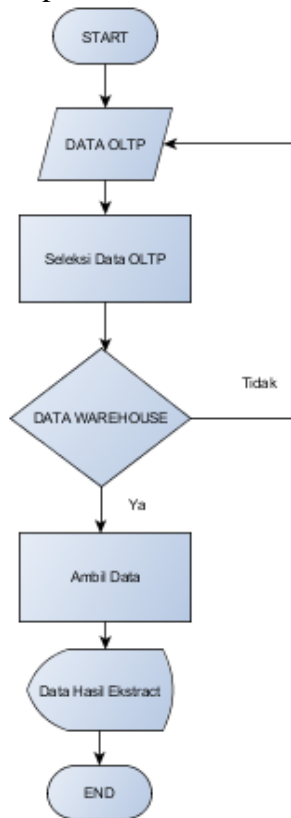 START
DATA OLTP
Seleksi Data OLTP
DATA WAREHOUSE
Tidak
Ya
Ambil Data
Data Hasil Ekstract
END